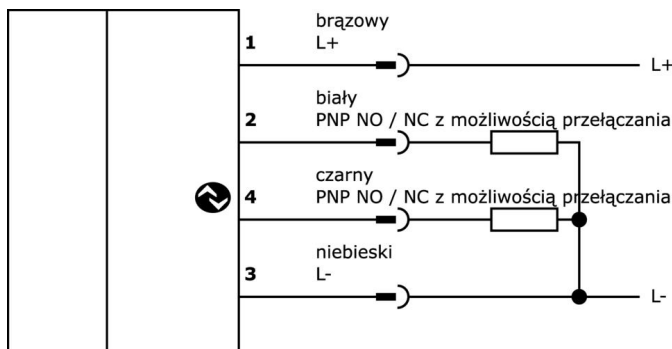 brązowy
1 L+
L+
biały
2 PNP NO / NC z możliwością przełączania
czarny
4 PNP NO / NC z możliwością przełączania
niebieski
3 L-
L-